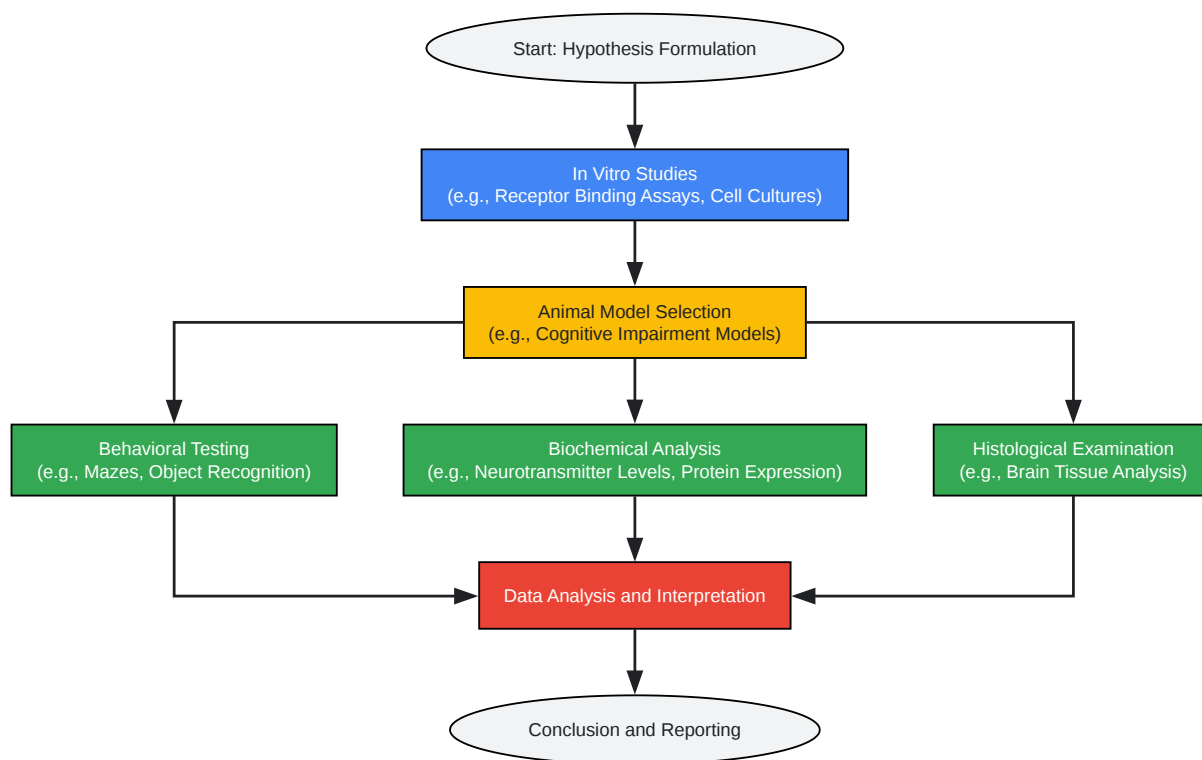 Start: Hypothesis Formulation
In Vitro Studies
(e.g., Receptor Binding Assays, Cell Cultures)
Animal Model Selection
(e.g., Cognitive Impairment Models)
Behavioral Testing
(e.g., Mazes, Object Recognition)
Biochemical Analysis
(e.g., Neurotransmitter Levels, Protein Expression)
Histological Examination
(e.g., Brain Tissue Analysis)
Data Analysis and Interpretation
Conclusion and Reporting